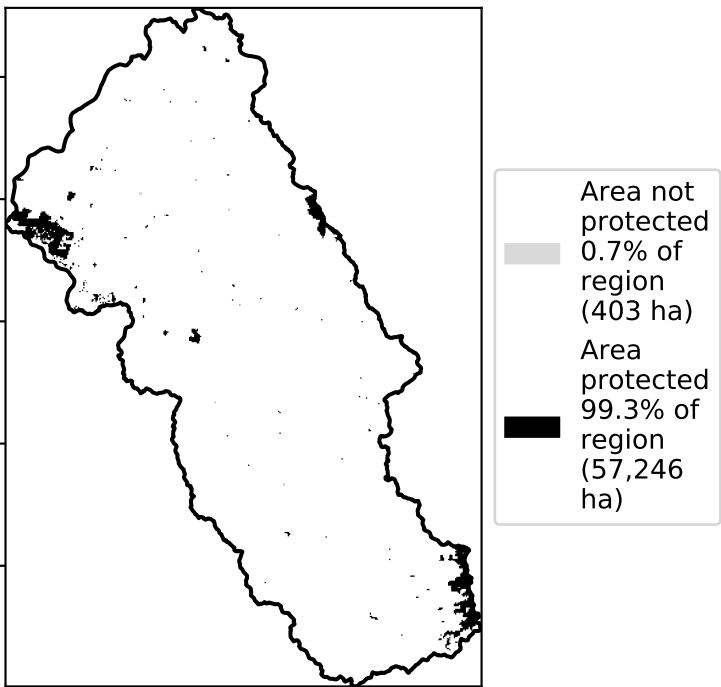 Area not
protected
0.7% of
region
(403 ha)
Area
protected
99.3% of
region
(57,246
ha)